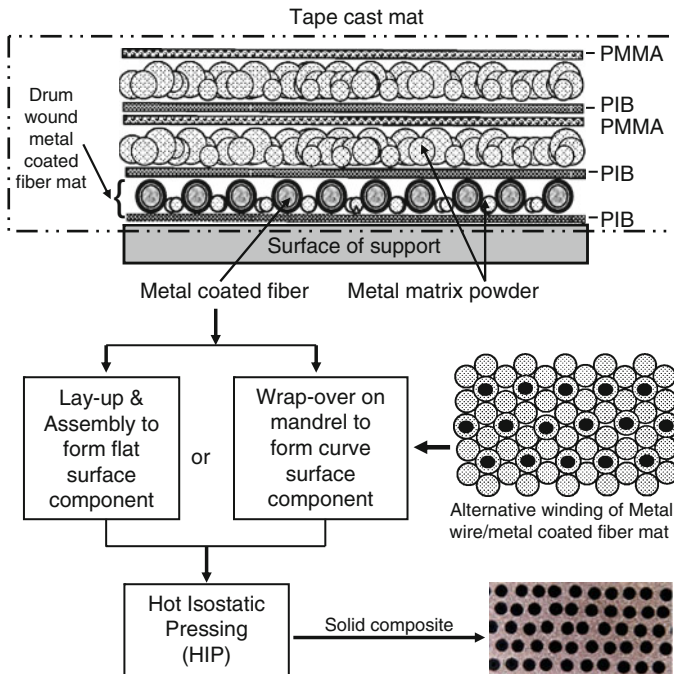 Tape cast mat
PMMA
PIB
PMMA
PIB
PIB
Drum
wound
metal
coated
fiber mat
Surface of support
Metal coated fiber
Metal matrix powder
Lay-up &
Assembly to
form flat
surface
component
or
Wrap-over on
mandrel to
form curve
surface
component
Alternative winding of Metal
wire/metal coated fiber mat
Hot Isostatic
Pressing
(HIP)
Solid composite